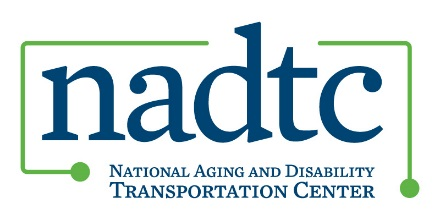 nadtc
National Aging and Disability
Transportation Center